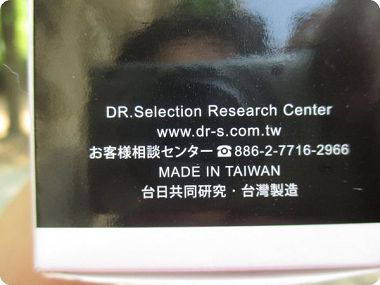 DR.Selection Research Center
www.dr-s.com.tw
お客様相談センター☎886-2-7716-2966
MADE IN TAIWAN
台日共同研究・台灣製造